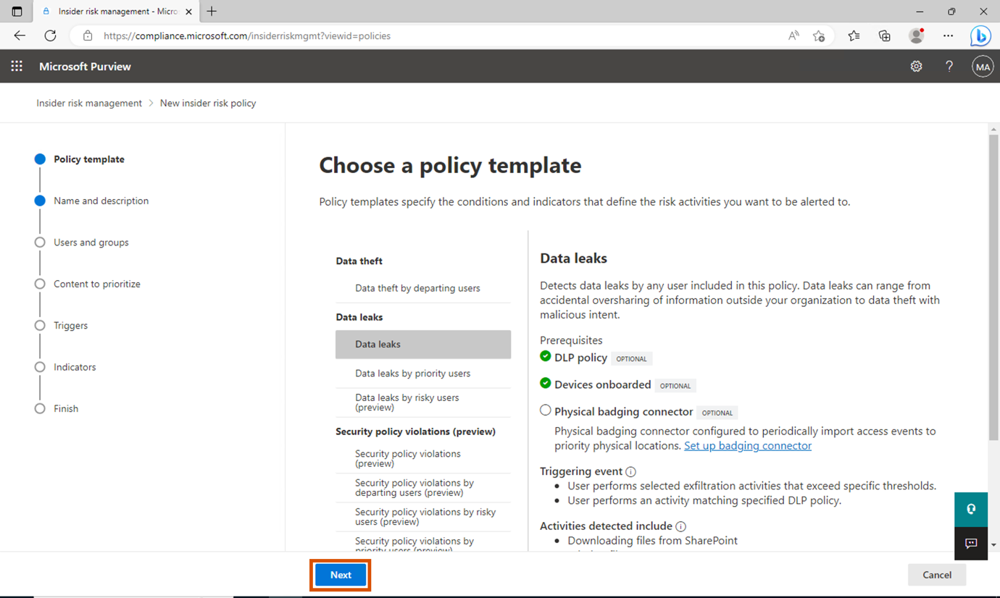 Insider risk management - Micro
https://compliance.microsoft.com/insiderriskmgmt?viewid=policies
Microsoft Purview
MA
Insider risk management > New insider risk policy
Policy template
Name and description
Users and groups
Content to prioritize
Triggers
Indicators
Finish
Choose a policy template
Policy templates specify the conditions and indicators that define the risk activities you want to be alerted to.
Data theft
Data theft by departing users
Data leaks
Data leaks
Data leaks by priority users
Data leaks by risky users
(preview)
Security policy violations (preview)
Security policy violations
(preview)
Security policy violations by
departing users (preview)
Security policy violations by risky
users (preview)
Security policy violations by
priority users (preview)
Data leaks
Detects data leaks by any user included in this policy. Data leaks can range from
accidental oversharing of information outside your organization to data theft with
malicious intent.
Prerequisites
DLP policy OPTIONAL
Devices onboarded OPTIONAL
Physical badging connector OPTIONAL
Physical badging connector configured to periodically import access events to
priority physical locations. Set up badging connector
Triggering event
• User performs selected exfiltration activities that exceed specific thresholds.
• User performs an activity matching specified DLP policy.
Activities detected include
• Downloading files from SharePoint
Next
Cancel